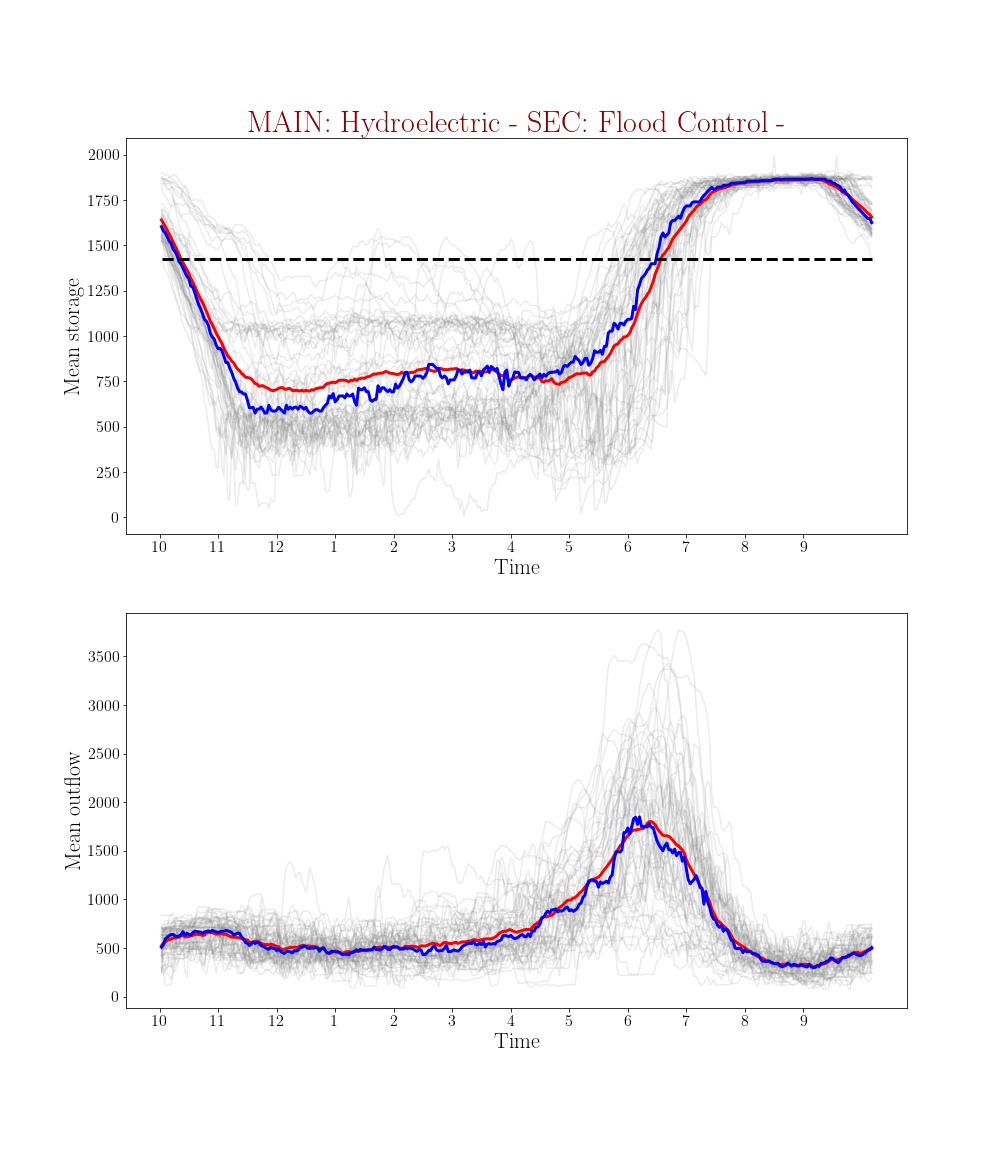 MAIN: Hydroelectric - SEC: Flood Control -
2000
1750
1500
1250
1000
750
500
250
0
Mean storage
10 11 12 1 2 3 4 5 6 7 8 9
Time
3500
3000
2500
2000
1500
1000
500
0
Mean outflow
10 11 12 1 2 3 4 5 6 7 8 9
Time